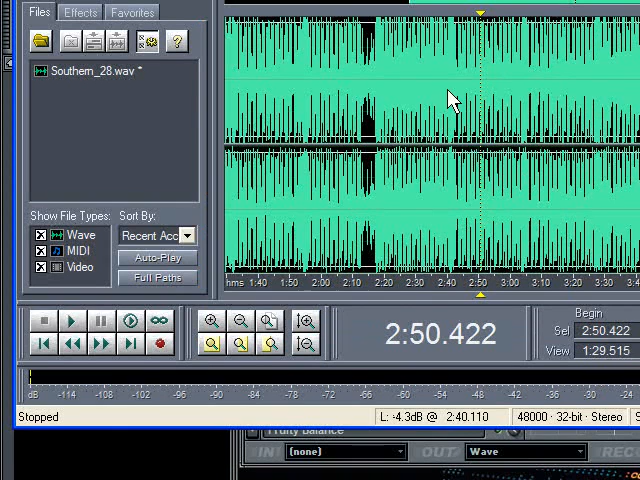 Files Effects Favorites
?
Southern_28.wav *
Show File Types: Sort By:
Wave
MIDI
Video
Recent Acc
Auto-Play
Full Paths
hms 1:40 1:50 2:00 2:10 2:20 2:30 2:40 2:50 3:00 3:10 3:20 3:30 3:4
2:50.422
Begin
Sel 2:50.422
View 1:29.515
dB -114 -108 -102 -96 -90 -84 -78 -72 -66 -60 -54 -48 -42 -36 -30 -24
Stopped
L: -4.3dB @ 2:40.110
48000 · 32-bit · Stereo
Fruity Balance
IN (none) OUT Wave REC